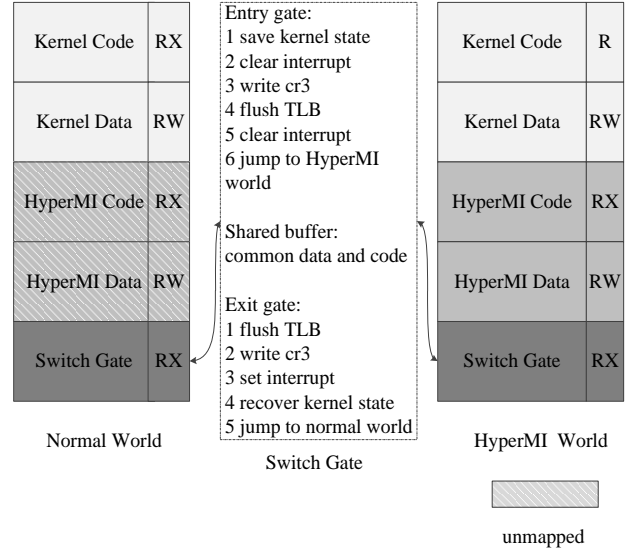 Kernel Code RX
Kernel Data RW
HyperMI Code RX
HyperMI Data RW
Switch Gate RX
Normal World
Entry gate:
1 save kernel state
2 clear interrupt
3 write cr3
4 flush TLB
5 clear interrupt
6 jump to HyperMI
world
Shared buffer:
common data and code
Exit gate:
1 flush TLB
2 write cr3
3 set interrupt
4 recover kernel state
5 jump to normal world
Switch Gate
Kernel Code R
Kernel Data RW
HyperMI Code RX
HyperMI Data RW
Switch Gate RX
HyperMI World
unmapped